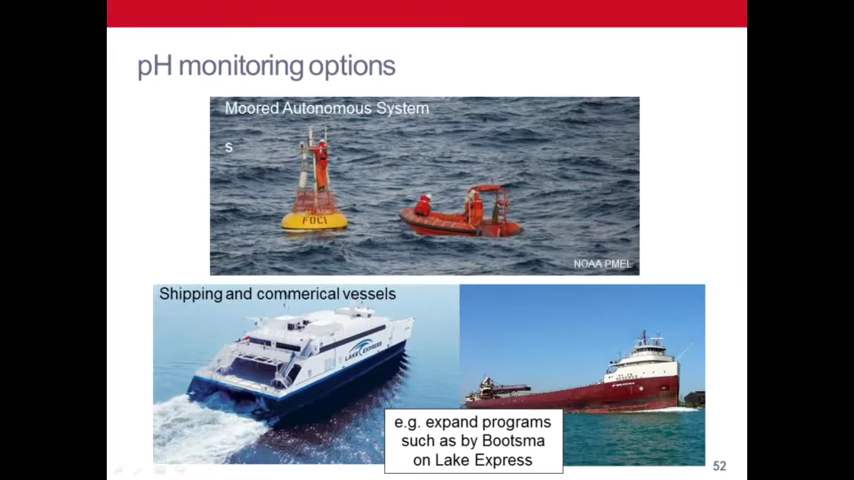 pH monitoring options
Moored Autonomous System
s
FOCI
NOAA PMEL
Shipping and commerical vessels
LAKE EXPRESS
e.g. expand programs
such as by Bootsma
on Lake Express
52